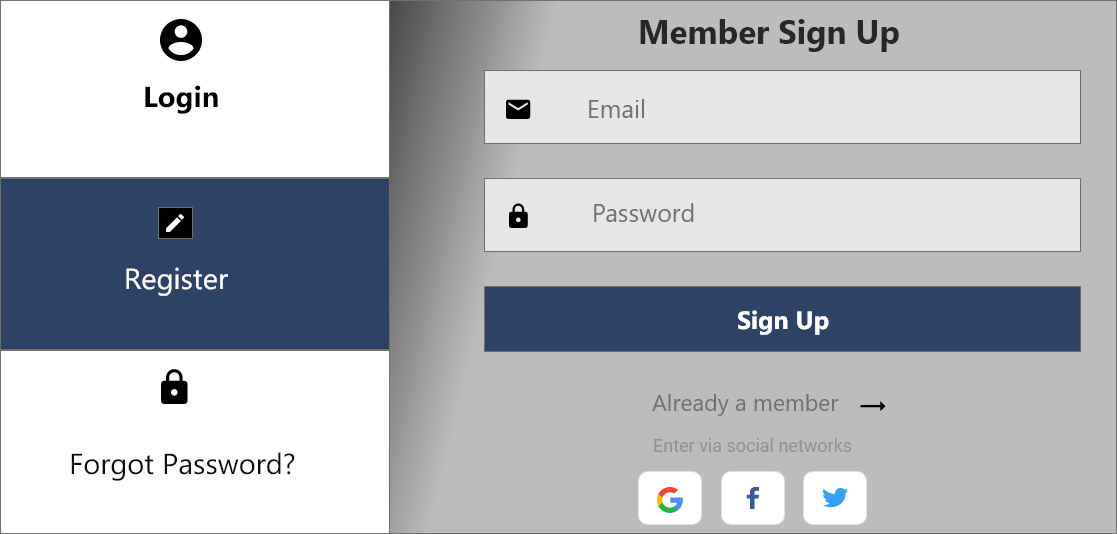 Login
Register
Forgot Password?
Member Sign Up
Email
Password
Sign Up
Already a member
Enter via social networks